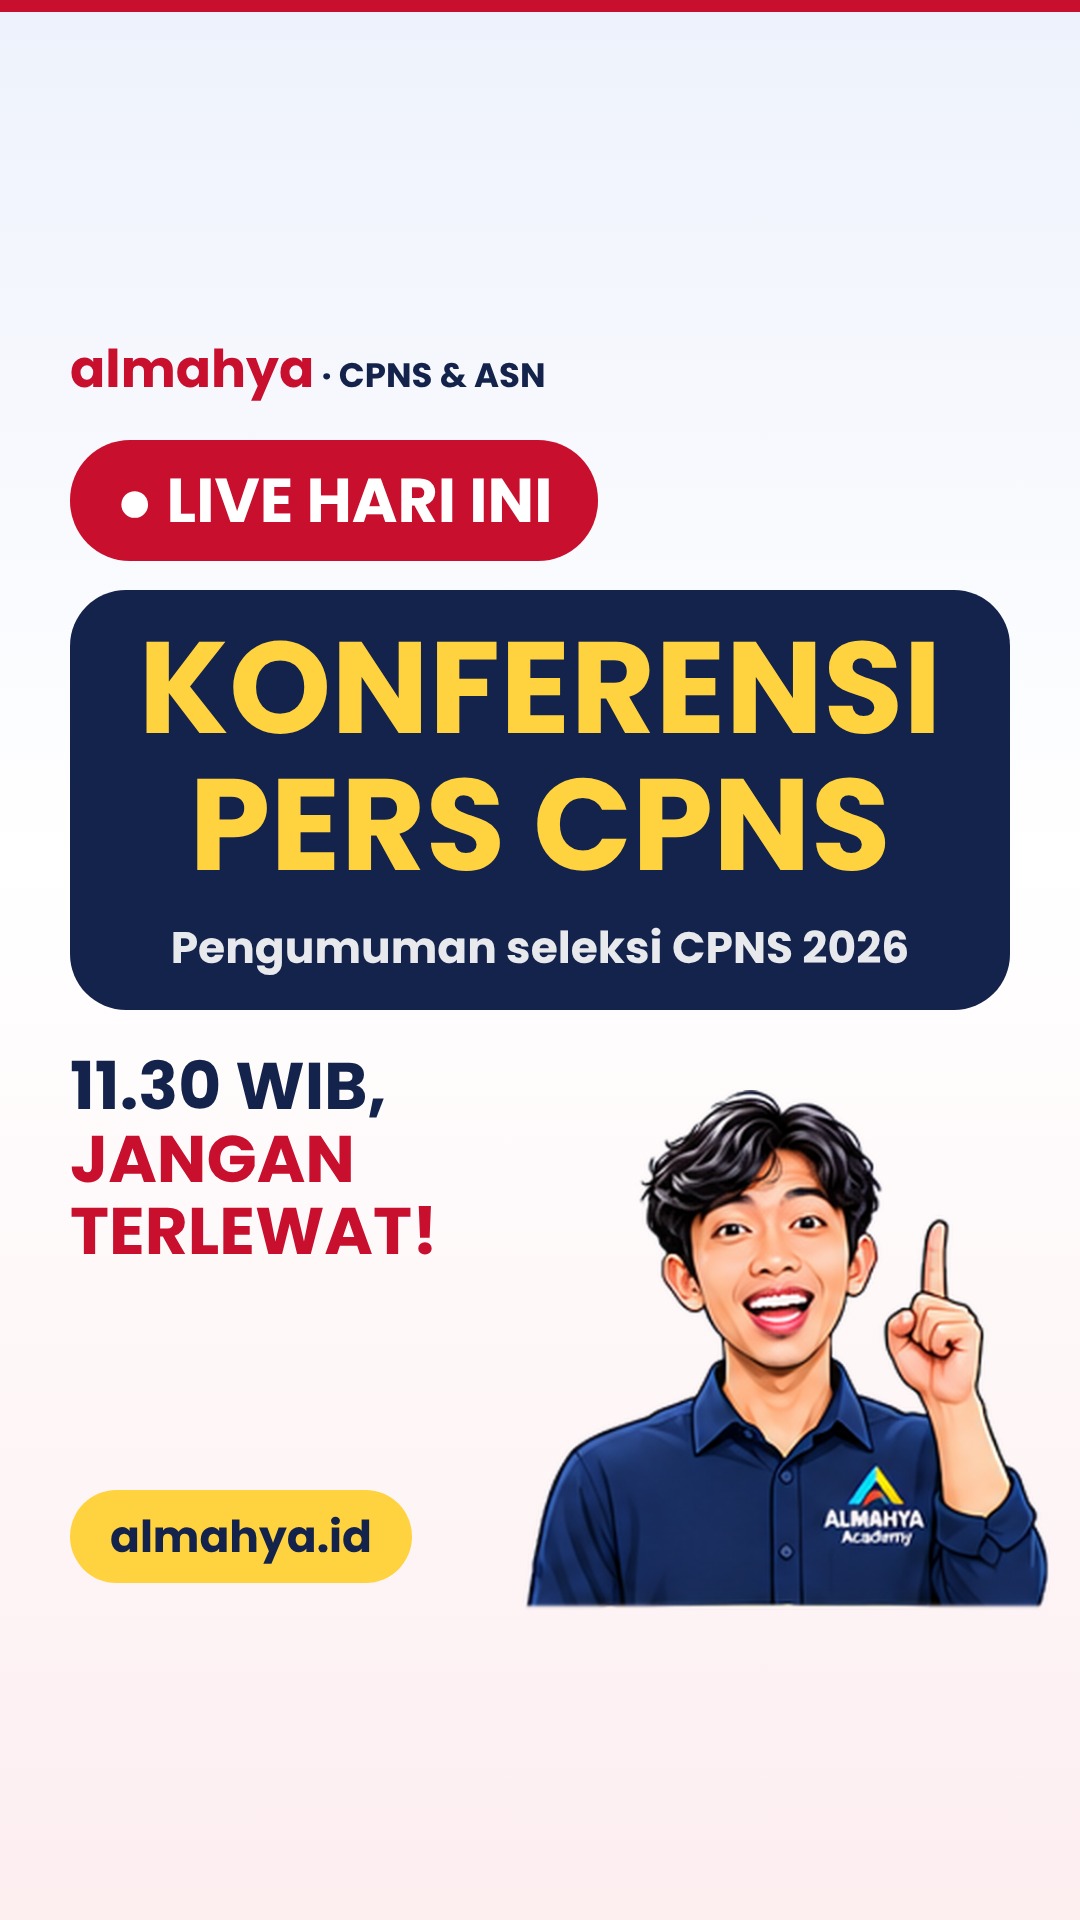 almahya · CPNS & ASN
● LIVE HARI INI
KONFERENSI
PERS CPNS
Pengumuman seleksi CPNS 2026
11.30 WIB,
JANGAN
TERLEWAT!
ALMAHYA
Academy
almahya.id